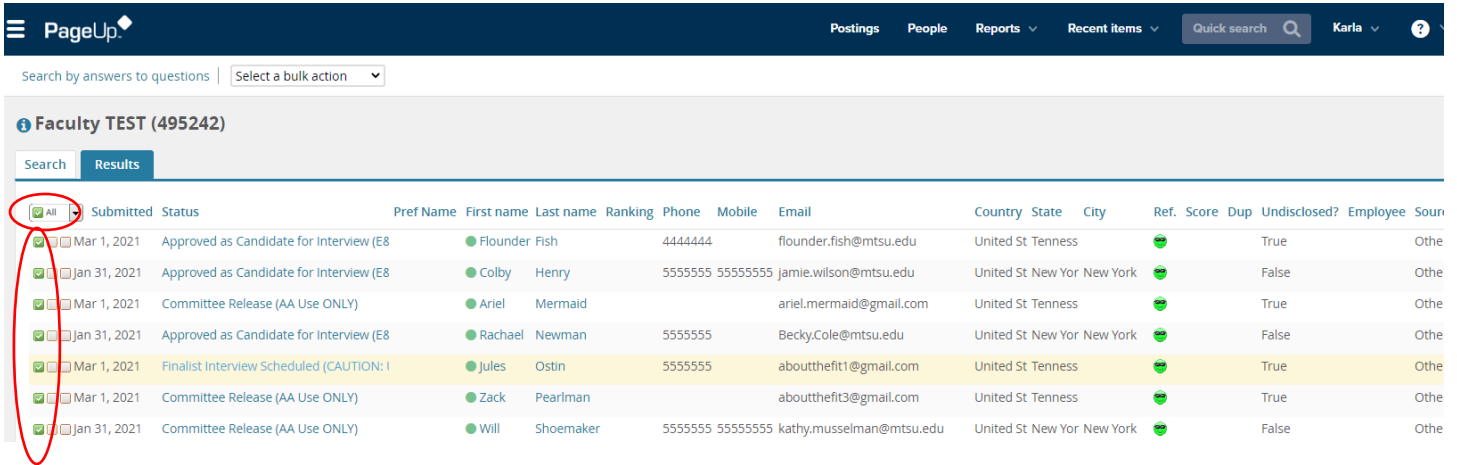 PageUp. Postings People Reports Recent items Quick search Karla ?
Search by answers to questions Select a bulk action
Faculty TEST (495242)
Search Results
All Submitted Status Pref Name First name Last name Ranking Phone Mobile Email Country State City Ref. Score Dup Undisclosed? Employee Sourc
Mar 1, 2021 Approved as Candidate for Interview (E& Flounder Fish 4444444 flounder.fish@mtsu.edu United St Tenness True Othe
Jan 31, 2021 Approved as Candidate for Interview (E& Colby Henry 5555555 55555555 jamie.wilson@mtsu.edu United St New Yor New York False Othe
Mar 1, 2021 Committee Release (AA Use ONLY) Ariel Mermaid ariel.mermaid@gmail.com United St Tenness True Othe
Jan 31, 2021 Approved as Candidate for Interview (E& Rachael Newman 5555555 Becky.Cole@mtsu.edu United St New Yor New York False Othe
Mar 1, 2021 Finalist Interview Scheduled (CAUTION: Jules Ostin 5555555 aboutthefit1@gmail.com United St Tenness True Othe
Mar 1, 2021 Committee Release (AA Use ONLY) Zack Pearlman aboutthefit3@gmail.com United St Tenness True Othe
Jan 31, 2021 Committee Release (AA Use ONLY) Will Shoemaker 5555555 55555555 kathy.musselman@mtsu.edu United St New Yor New York False Othe